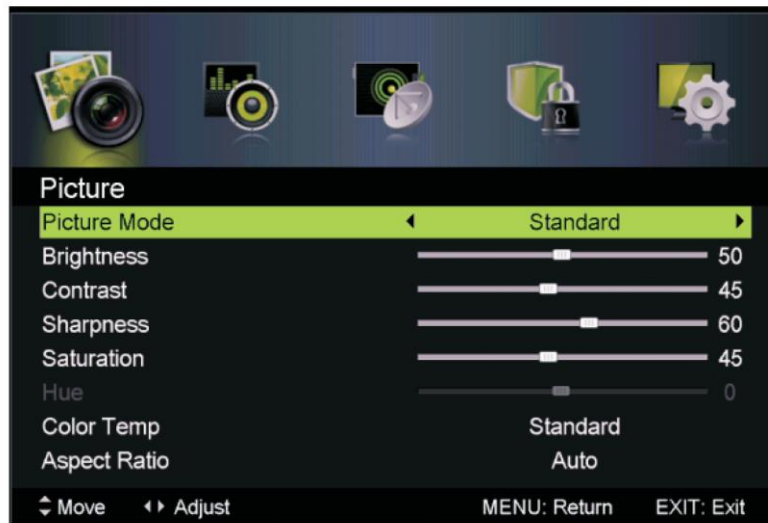 Picture
Picture Mode Standard
Brightness 50
Contrast 45
Sharpness 60
Saturation 45
Hue 0
Color Temp Standard
Aspect Ratio Auto
Move Adjust MENU: Return EXIT: Exit